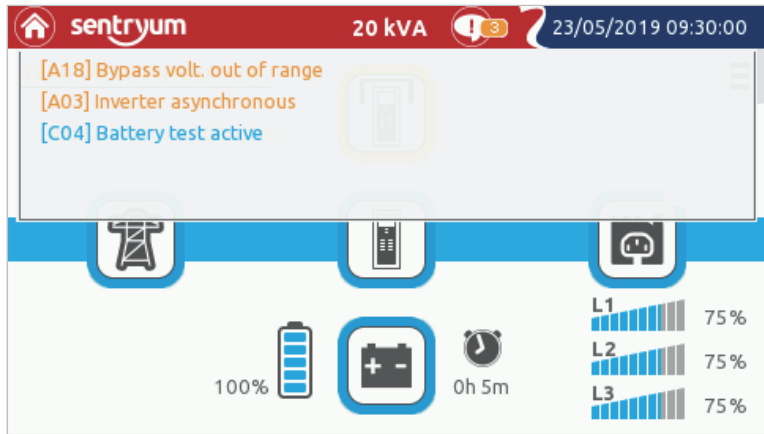 sentryum 20 kVA 3 23/05/2019 09:30:00
[A18] Bypass volt. out of range
[A03] Inverter asynchronous
[C04] Battery test active
L1 75%
L2 75%
100% 0h 5m
L3 75%